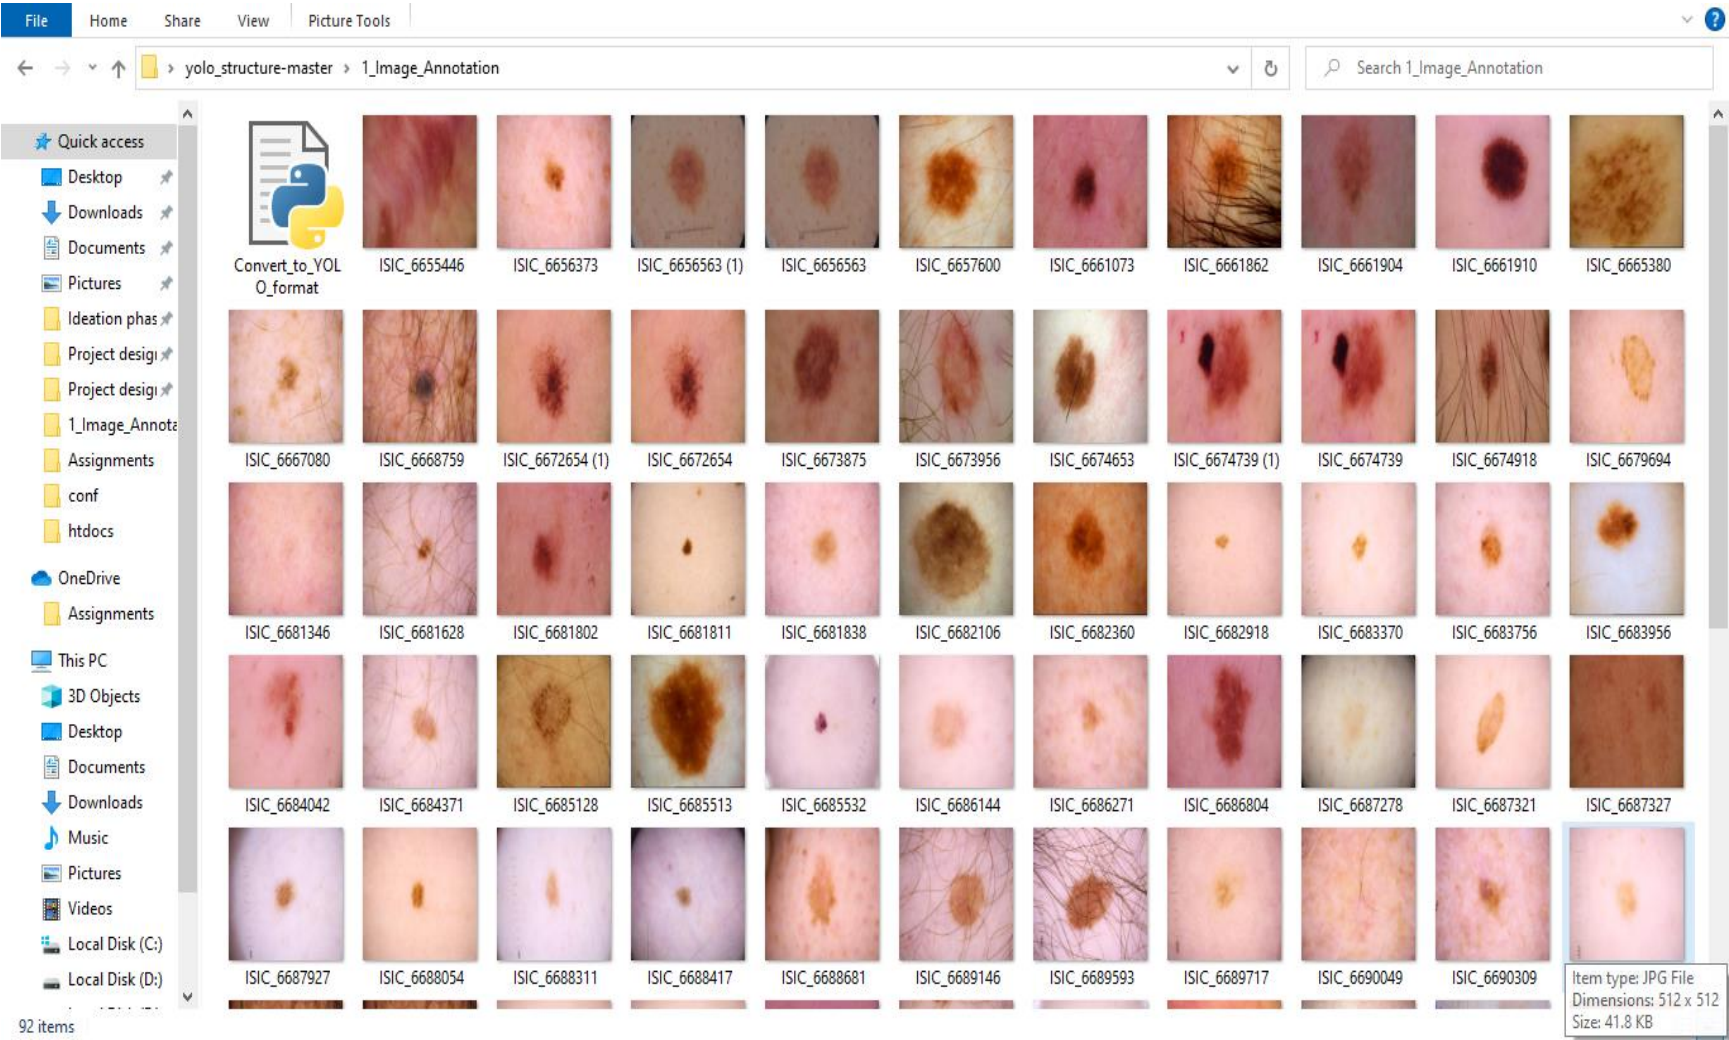 File Home Share View Picture Tools
yolo_structure-master › 1_Image_Annotation
Search 1_Image_Annotation
Quick access
Desktop
Downloads
Documents
Pictures
Ideation phas
Project desig
Project desig
1_Image_Annota
Assignments
conf
htdocs
OneDrive
Assignments
This PC
3D Objects
Desktop
Documents
Downloads
Music
Pictures
Videos
Local Disk (C:)
Local Disk (D:)
Convert_to_YOL
O_format
ISIC_6655446 ISIC_6656373 ISIC_6656563 (1) ISIC_6656563 ISIC_6657600 ISIC_6661073 ISIC_6661862 ISIC_6661904 ISIC_6661910 ISIC_6665380
ISIC_6667080 ISIC_6668759 ISIC_6672654 (1) ISIC_6672654 ISIC_6673875 ISIC_6673956 ISIC_6674653 ISIC_6674739 (1) ISIC_6674739 ISIC_6674918 ISIC_6679694
ISIC_6681346 ISIC_6681628 ISIC_6681802 ISIC_6681811 ISIC_6681838 ISIC_6682106 ISIC_6682360 ISIC_6682918 ISIC_6683370 ISIC_6683756 ISIC_6683956
ISIC_6684042 ISIC_6684371 ISIC_6685128 ISIC_6685513 ISIC_6685532 ISIC_6686144 ISIC_6686271 ISIC_6686804 ISIC_6687278 ISIC_6687321 ISIC_6687327
ISIC_6687927 ISIC_6688054 ISIC_6688311 ISIC_6688417 ISIC_6688681 ISIC_6689146 ISIC_6689593 ISIC_6689717 ISIC_6690049 ISIC_6690309
Item type: JPG File
Dimensions: 512 x 512
Size: 41.8 KB
92 items